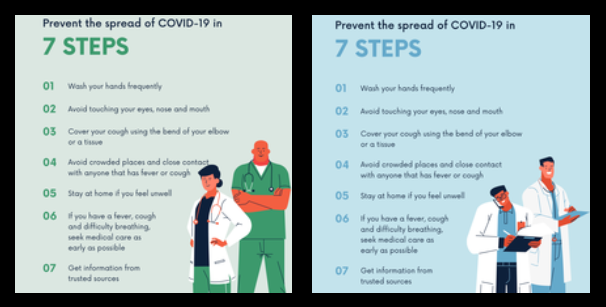 Prevent the spread of COVID-19 in
7 STEPS
01 Wash your hands frequently
02 Avoid touching your eyes, nose and mouth
03 Cover your cough using the bend of your elbow
or a tissue
04 Avoid crowded places and close contact
with anyone that has fever or cough
05 Stay at home if you feel unwell
06 If you have a fever, cough
and difficulty breathing,
seek medical care as
early as possible
07 Get information from
trusted sources
Prevent the spread of COVID-19 in
7 STEPS
01 Wash your hands frequently
02 Avoid touching your eyes, nose and mouth
03 Cover your cough using the bend of your elbow
or a tissue
04 Avoid crowded places and close contact
with anyone that has fever or cough
05 Stay at home if you feel unwell
06 If you have a fever, cough
and difficulty breathing,
seek medical care as
early as possible
07 Get information from
trusted sources